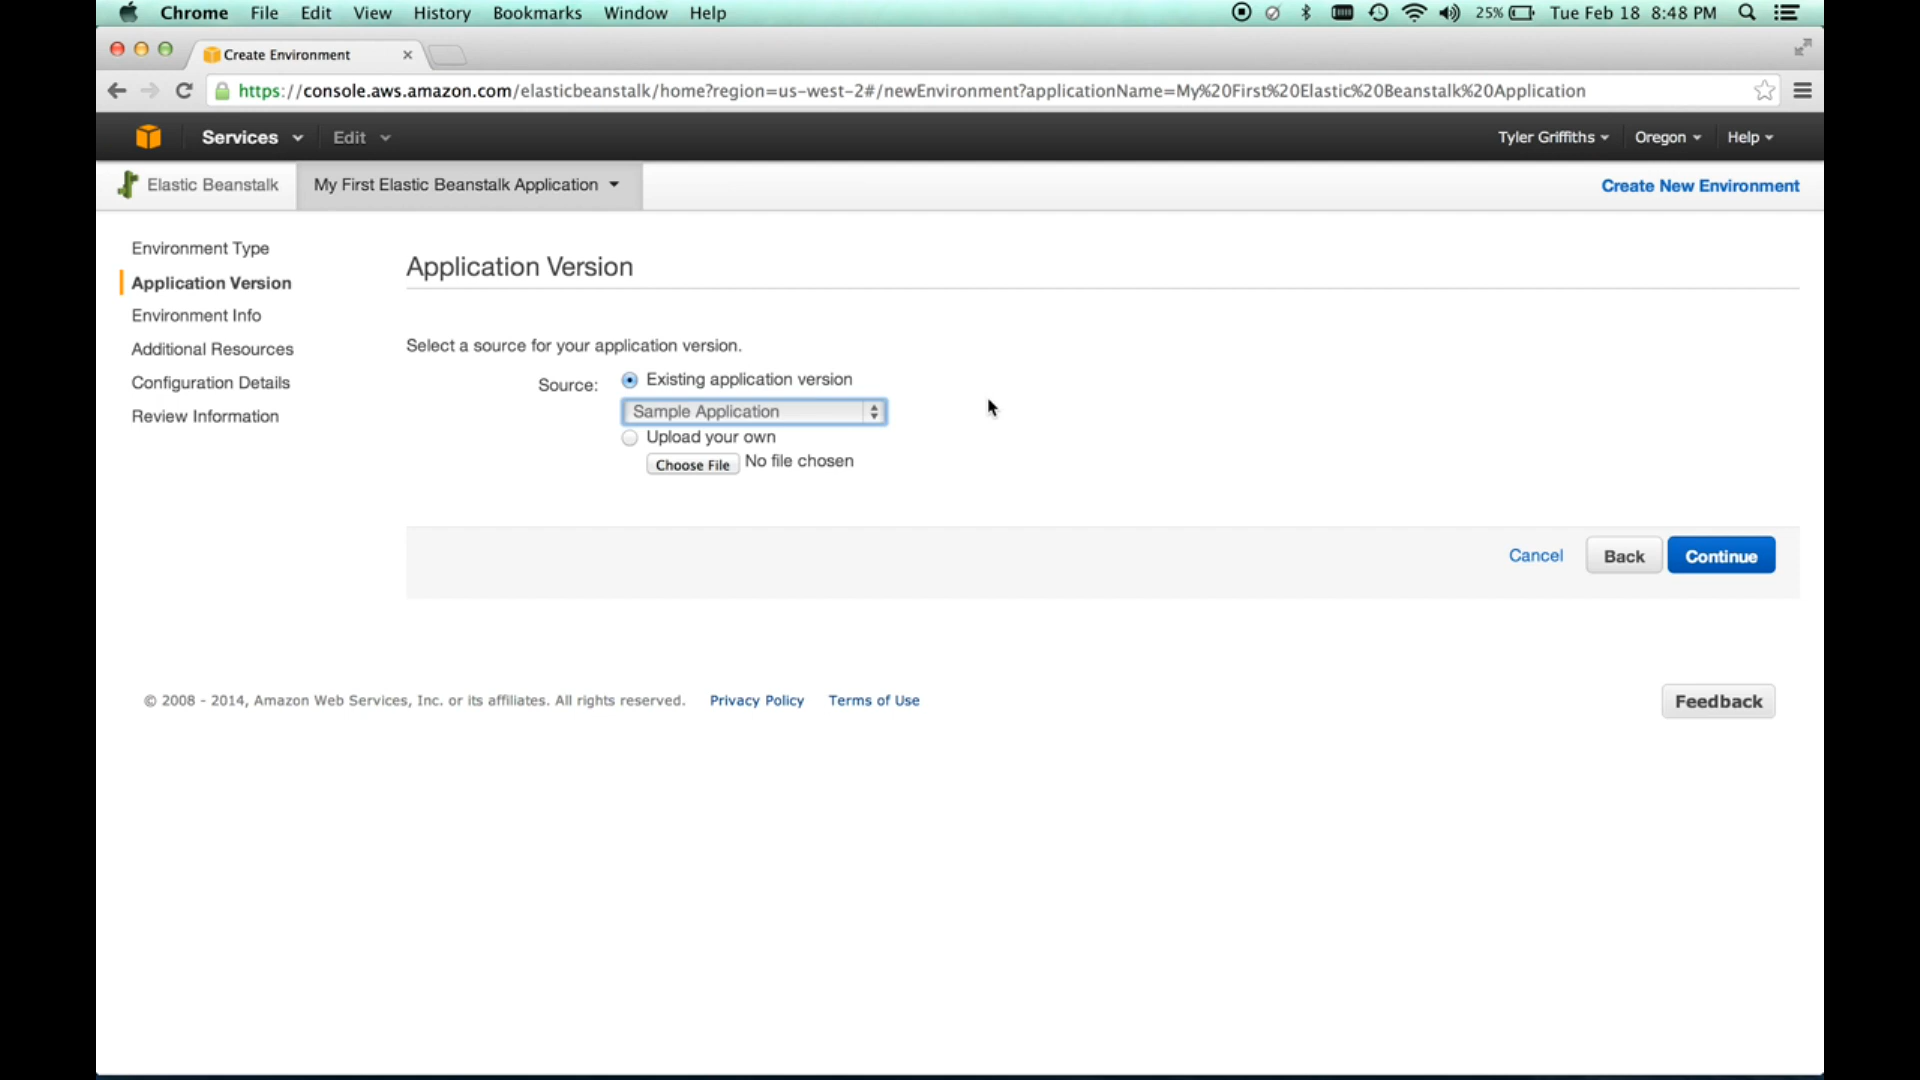 Chrome File Edit View History Bookmarks Window Help 25% Tue Feb 18 8:48 PM
Create Environment
https://console.aws.amazon.com/elasticbeanstalk/home?region=us-west-2#/newEnvironment?applicationName=My%20First%20Elastic%20Beanstalk%20Application
Services Edit Tyler Griffiths Oregon Help
Elastic Beanstalk My First Elastic Beanstalk Application Create New Environment
Environment Type
Application Version
Environment Info
Additional Resources
Configuration Details
Review Information
Application Version
Select a source for your application version.
Source: Existing application version
Sample Application
Upload your own
Choose File No file chosen
Cancel Back Continue
© 2008 - 2014, Amazon Web Services, Inc. or its affiliates. All rights reserved. Privacy Policy Terms of Use Feedback